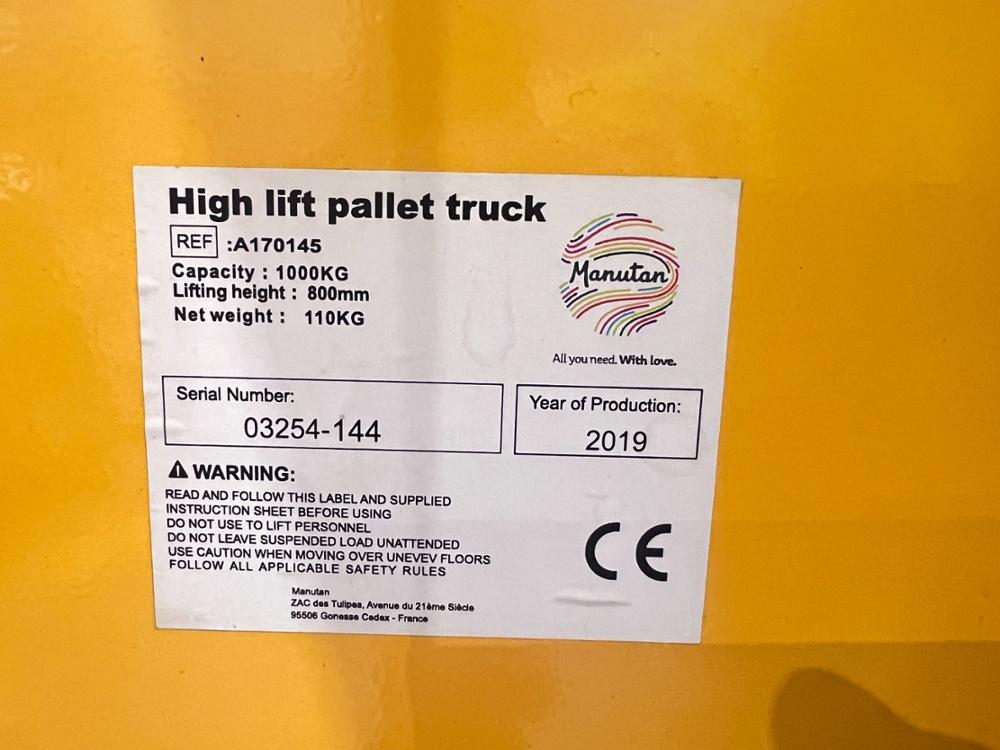 High lift pallet truck
REF :A170145
Capacity : 1000KG
Lifting height : 800mm
Net weight : 110KG
Manutan
All you need. With love.
Serial Number:
03254-144
Year of Production:
2019
⚠ WARNING:
READ AND FOLLOW THIS LABEL AND SUPPLIED
INSTRUCTION SHEET BEFORE USING
DO NOT USE TO LIFT PERSONNEL
DO NOT LEAVE SUSPENDED LOAD UNATTENDED
USE CAUTION WHEN MOVING OVER UNEVEV FLOORS
FOLLOW ALL APPLICABLE SAFETY RULES
CE
Manutan
ZAC des Tulipes, Avenue du 21ème Siècle
95506 Gonesse Cedex - France